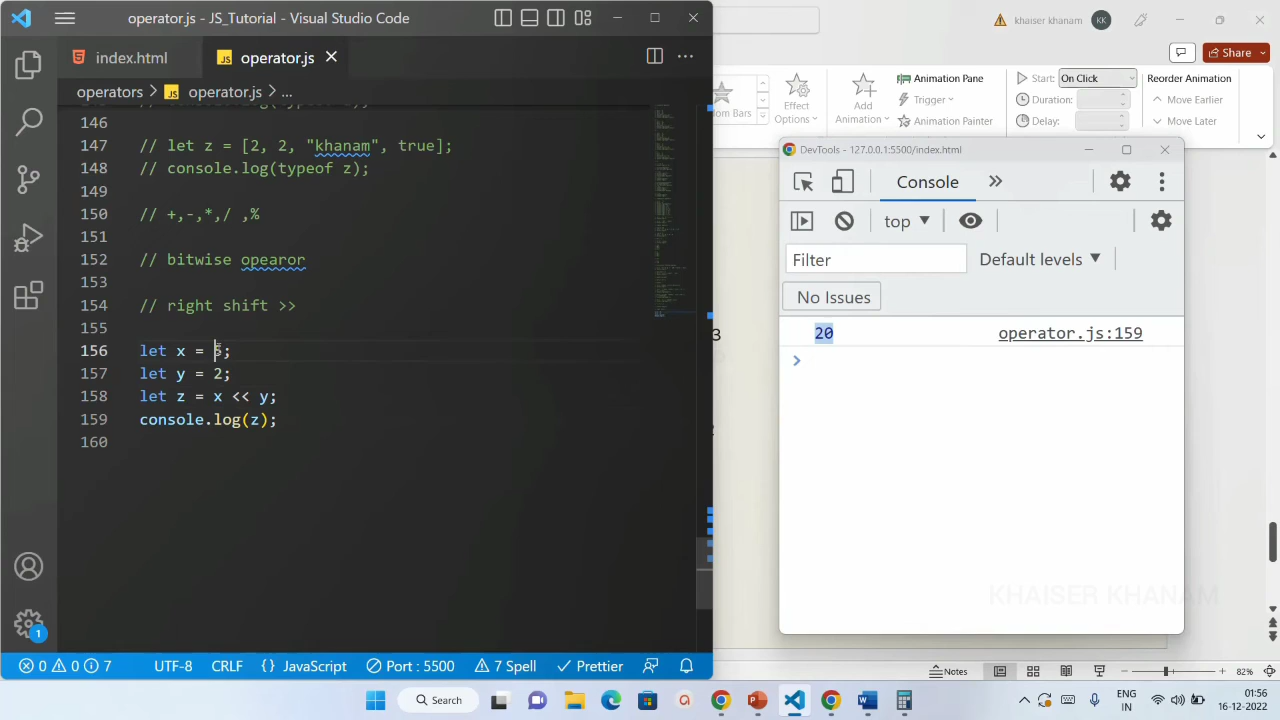 operator.js - JS_Tutorial - Visual Studio Code
index.html
operator.js
operators > operator.js > ...
146
147 // let z = [2, 2, "khanam", true];
148 // console.log(typeof z);
149
150 // +,-,*,/ ,%
151
152 // bitwise opearor
153
154 // right shift >>
155
156 let x = 5;
157 let y = 2;
158 let z = x << y;
159 console.log(z);
160
0 0 7 UTF-8 CRLF {} JavaScript Port : 5500 7 Spell Prettier
khaiser khanam KK
Share
Effect Options
Add Animation
Animation Pane
Trigger
Animation Painter
Start: On Click
Duration:
Delay:
Reorder Animation
Move Earlier
Move Later
DevTools - 127.0.0.1:5500/index.html
Console
top
Filter Default levels
No Issues
20 operator.js:159
3
KHAISER KHANAM
Notes 82%
Search
ENG
IN
01:56
16-12-2022